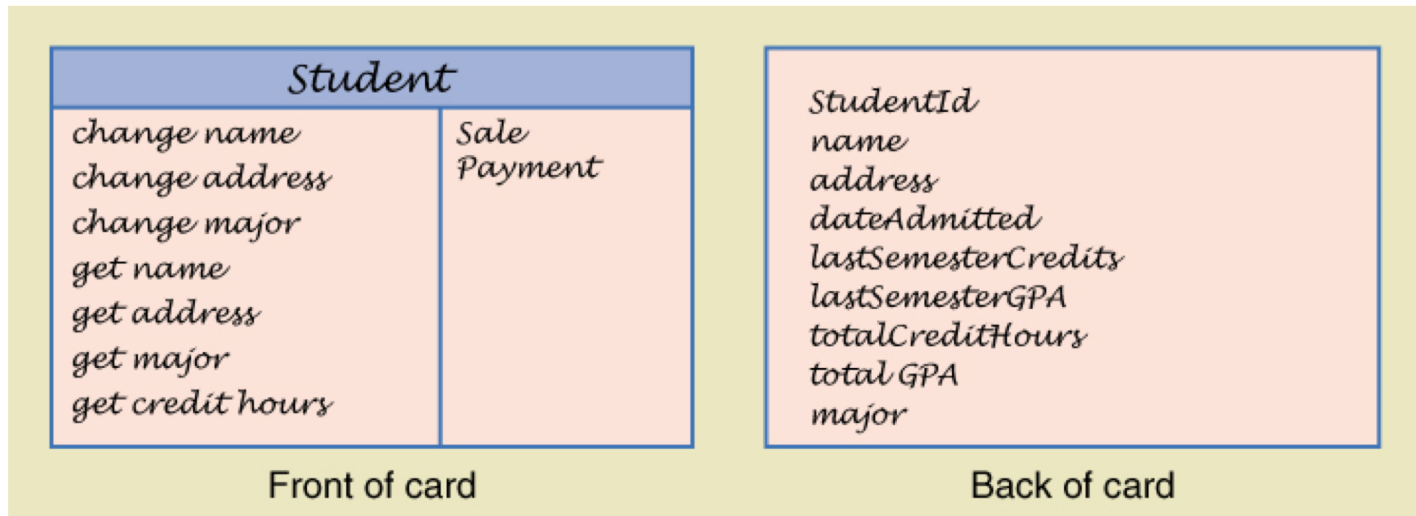 Student
change name
change address
change major
get name
get address
get major
get credit hours
Sale
Payment
Front of card
StudentId
name
address
dateAdmitted
lastSemesterCredits
lastSemesterGPA
totalCreditHours
total GPA
major
Back of card